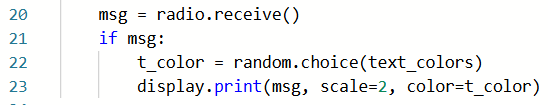 20 msg = radio.receive()
21 if msg:
22 t_color = random.choice(text_colors)
23 display.print(msg, scale=2, color=t_color)